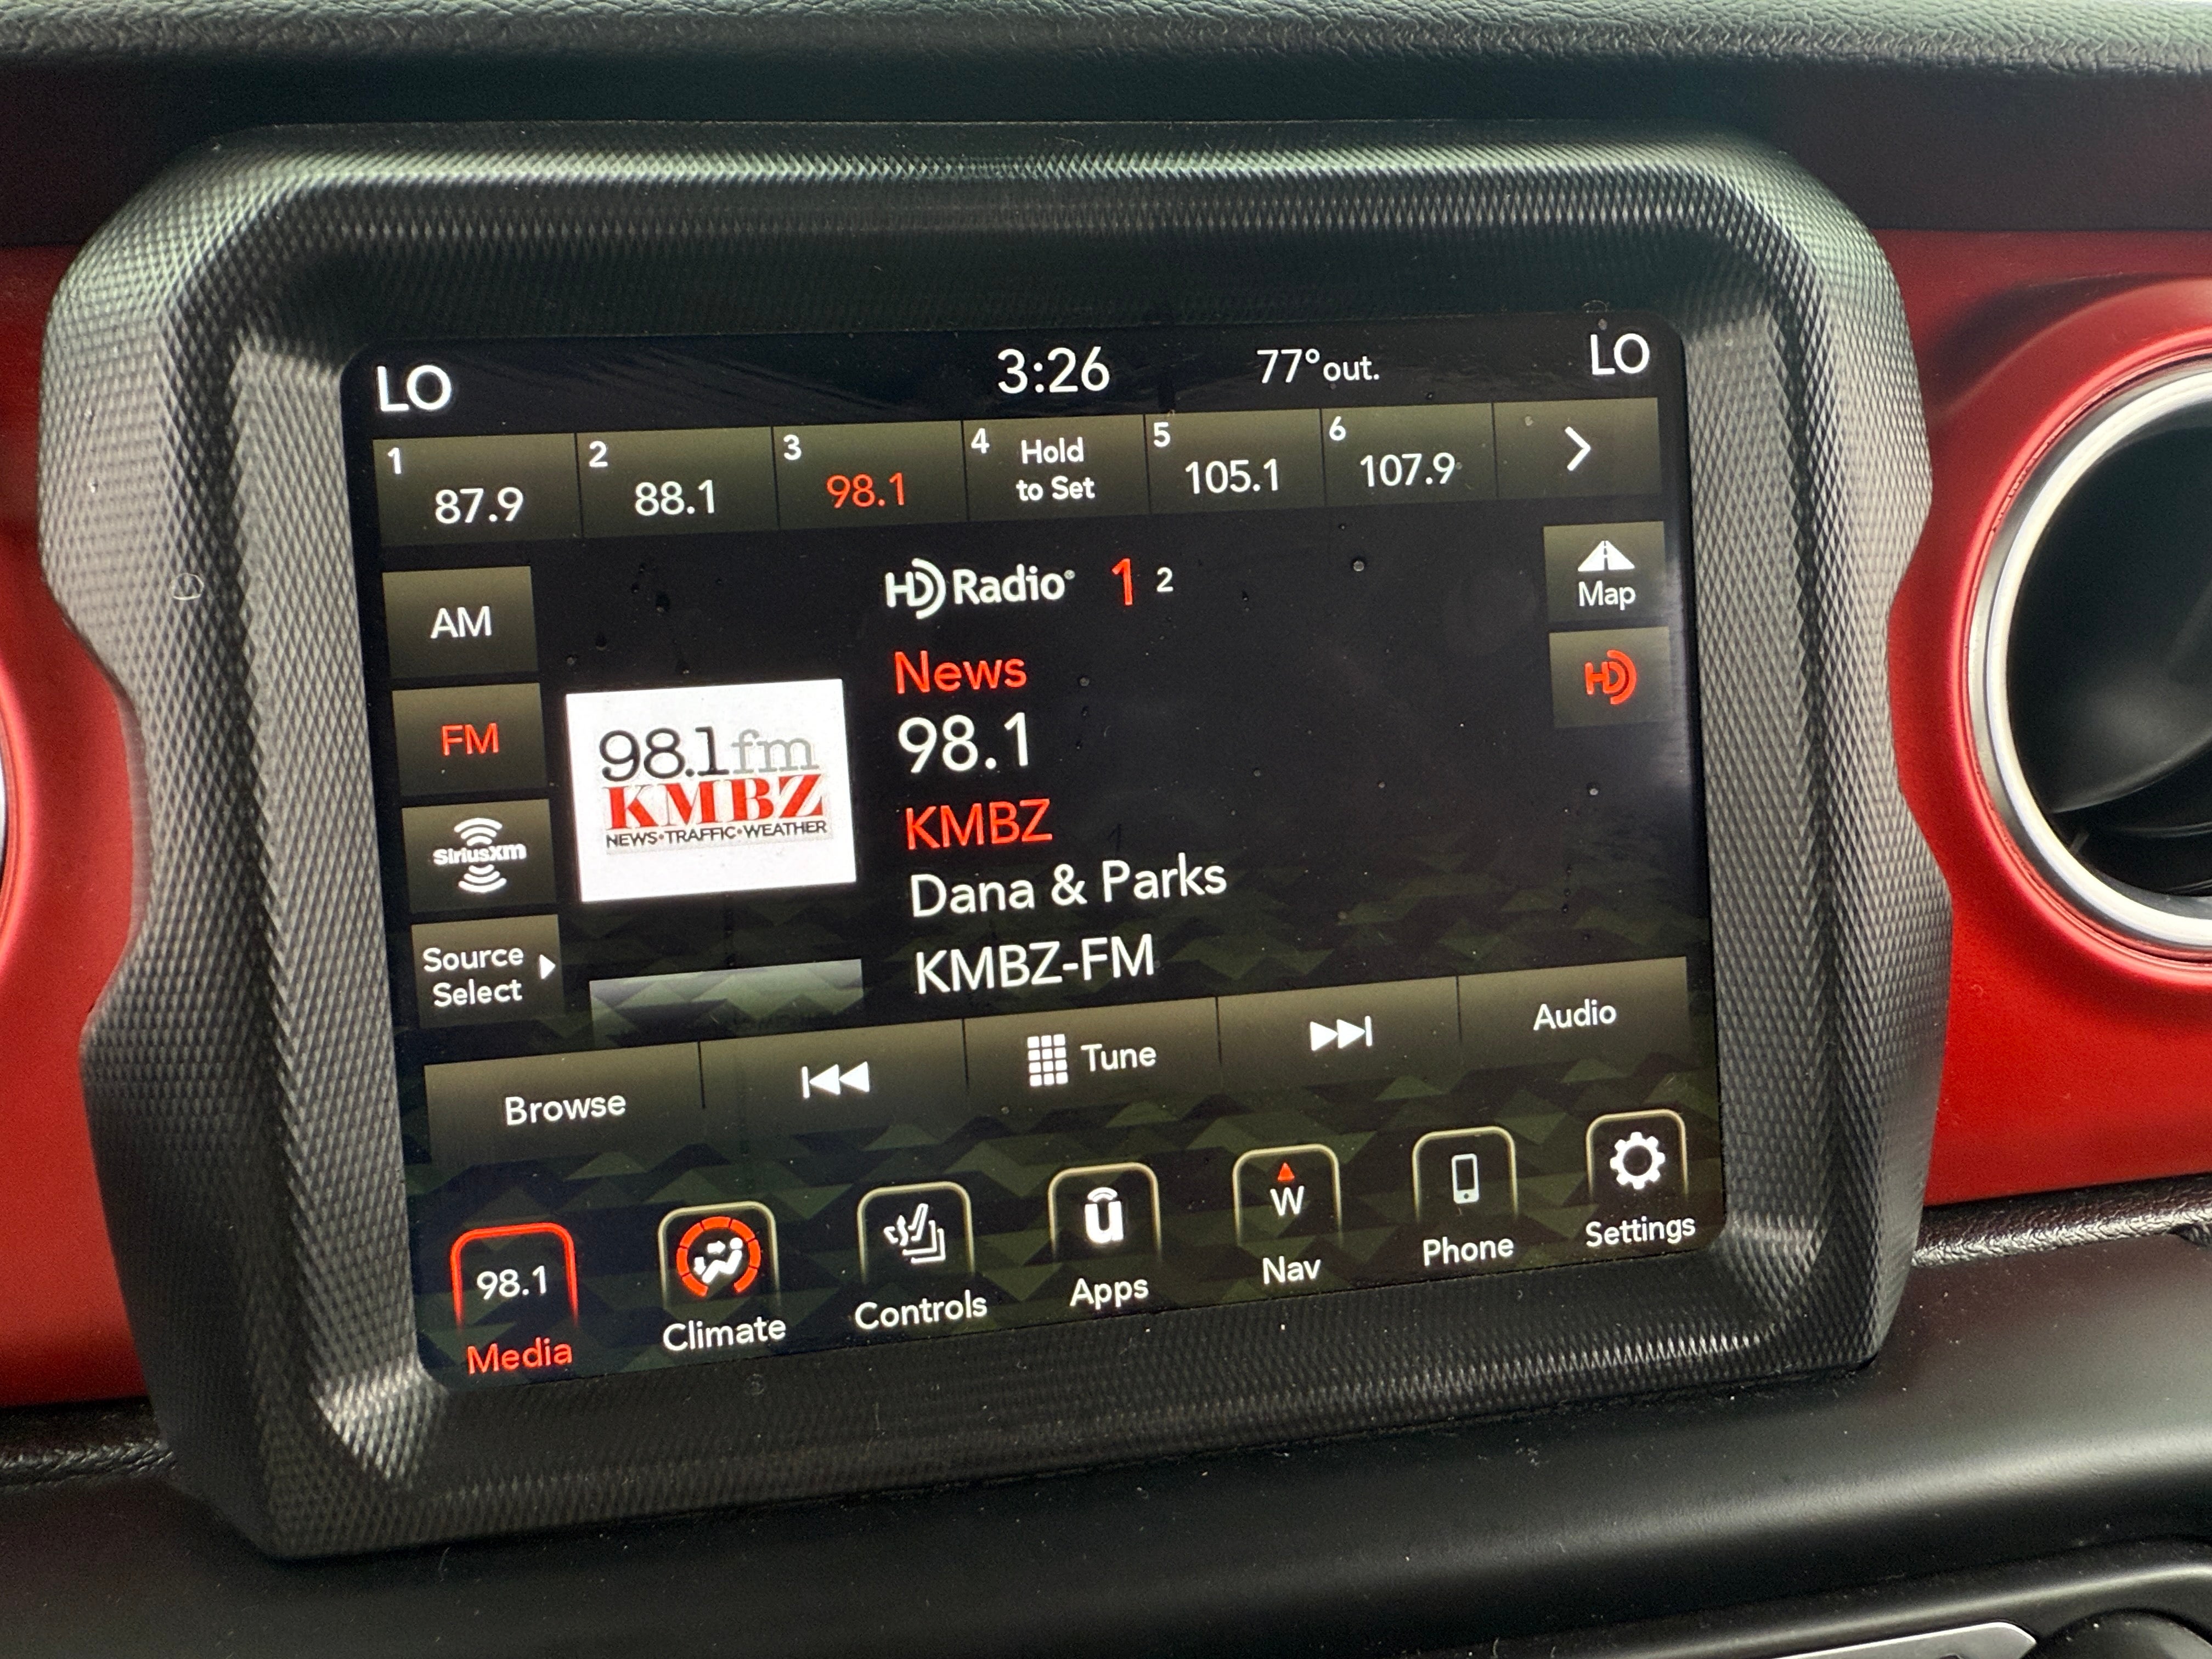 LO 3:26 77°out. LO
1 87.9 2 88.1 3 98.1 4 Hold to Set 5 105.1 6 107.9
HD Radio® 1 2
AM
FM
SiriusXm
Source
Select
98.1fm
KMBZ
NEWS•TRAFFIC•WEATHER
News
98.1
KMBZ
Dana & Parks
KMBZ-FM
Map
HD
Browse Tune Audio
98.1 W
Media Climate Controls Apps Nav Phone Settings